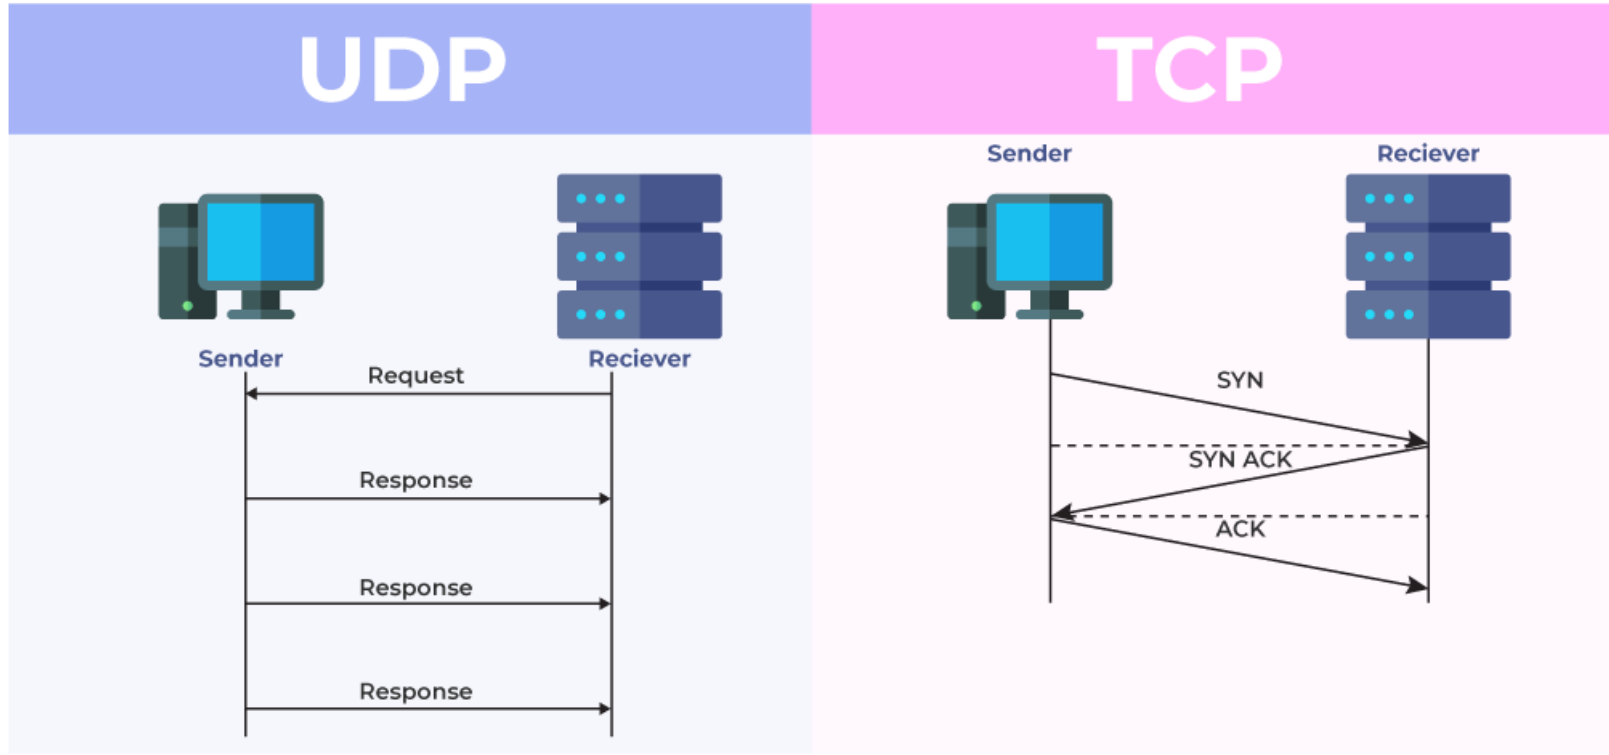 UDP
Sender
Reciever
Request
Response
Response
Response
TCP
Sender
Reciever
SYN
SYN ACK
ACK